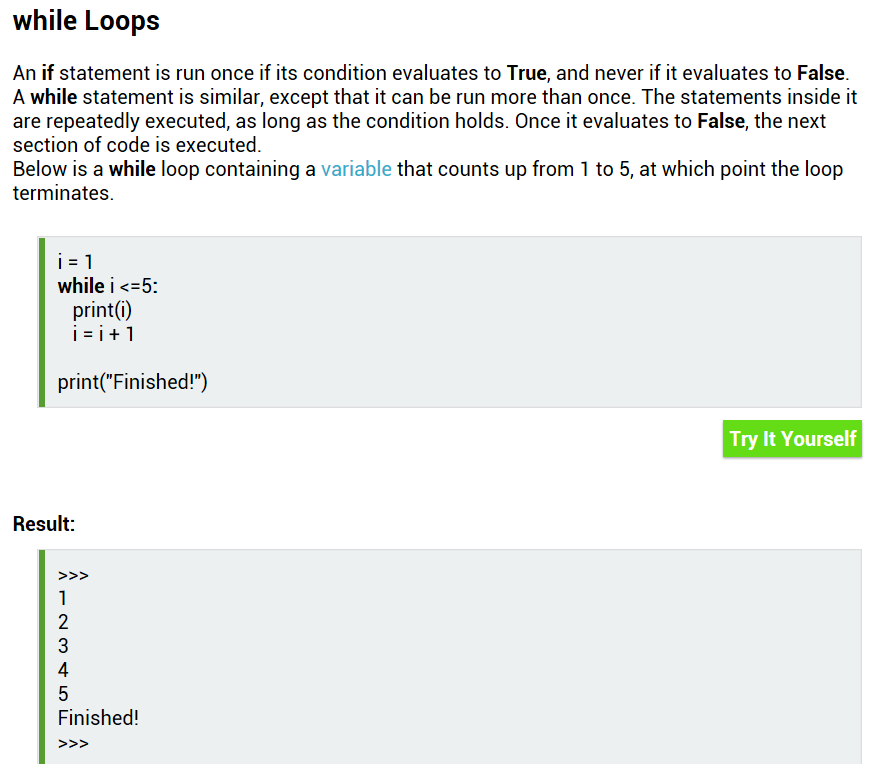 while Loops
An if statement is run once if its condition evaluates to True, and never if it evaluates to False.
A while statement is similar, except that it can be run more than once. The statements inside it
are repeatedly executed, as long as the condition holds. Once it evaluates to False, the next
section of code is executed.
Below is a while loop containing a variable that counts up from 1 to 5, at which point the loop
terminates.
i = 1
while i <=5:
   print(i)
   i = i + 1
print("Finished!")
Try It Yourself
Result:
>>>
1
2
3
4
5
Finished!
>>>